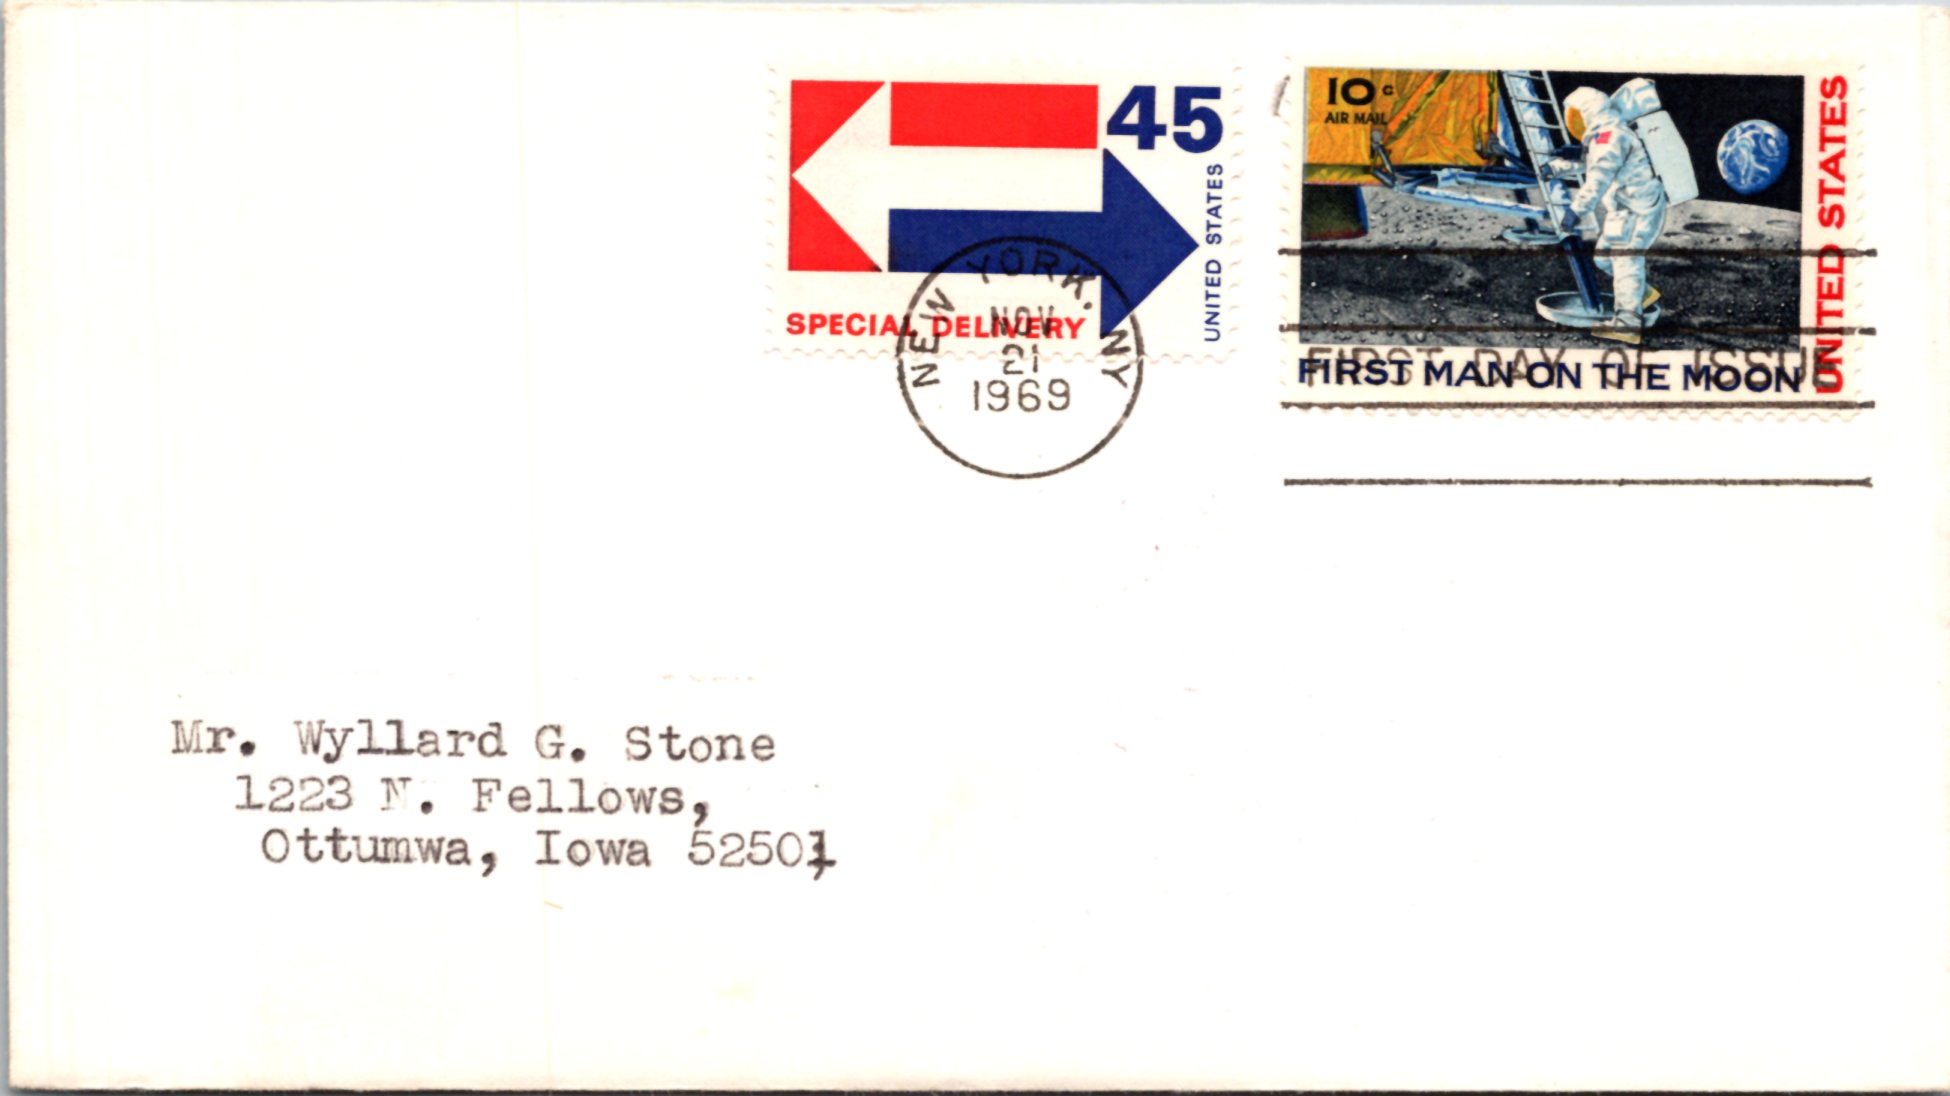 45
UNITED STATES
SPECIAL DELIVERY
10c
AIR MAIL
UNITED STATES
FIRST MAN ON THE MOON
NEW YORK, NY
NOV
21
1969
FIRST DAY OF ISSUE
Mr. Wyllard G. Stone
1223 N. Fellows,
Ottumwa, Iowa 52501,